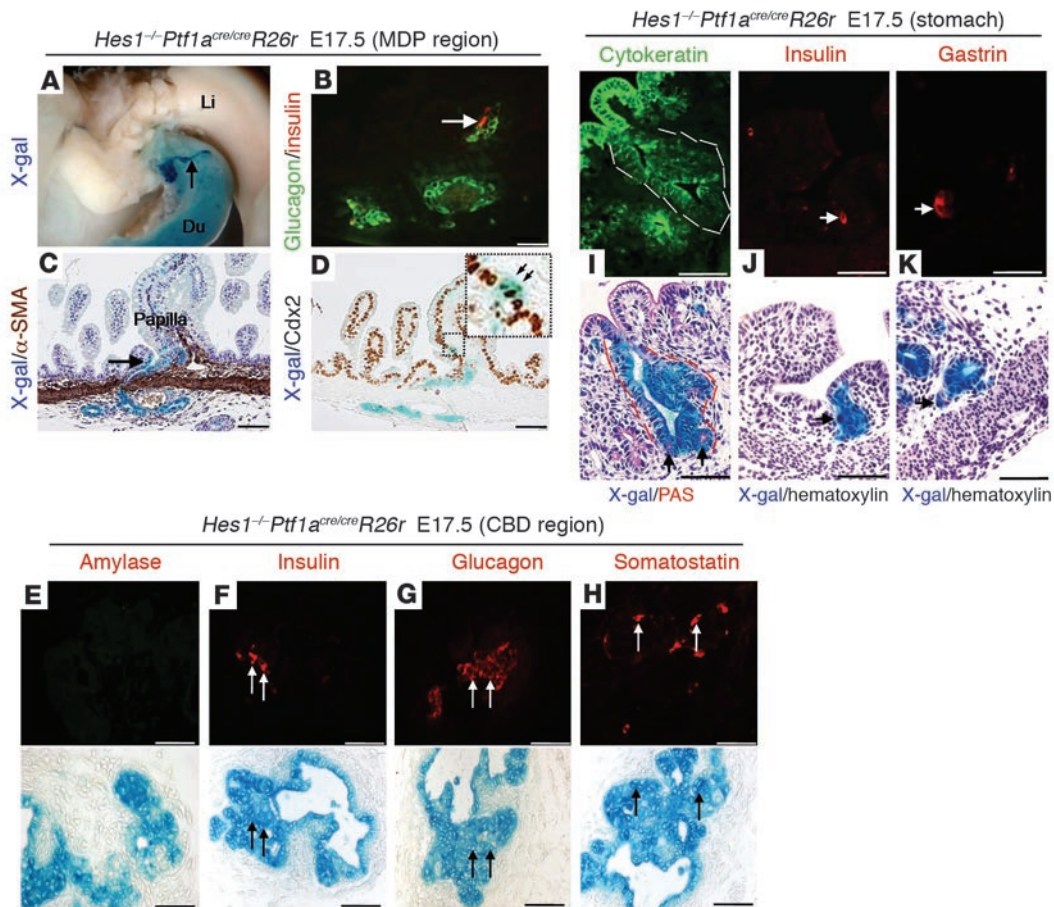 Hes1–/–Ptf1acre/creR26r E17.5 (MDP region)
A
Li
Du
X-gal
B
Glucagon/insulin
C
Papilla
X-gal/α-SMA
D
X-gal/Cdx2
Hes1–/–Ptf1acre/creR26r E17.5 (stomach)
Cytokeratin Insulin Gastrin
I J K
X-gal/PAS X-gal/hematoxylin X-gal/hematoxylin
Hes1–/–Ptf1acre/creR26r E17.5 (CBD region)
Amylase Insulin Glucagon Somatostatin
E F G H